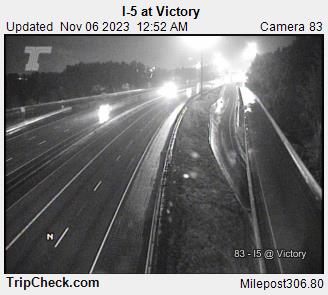 I-5 at Victory
Updated Nov 06 2023 12:52 AM Camera 83
T
N
83 - I5 @ Victory
TripCheck.com Milepost306.80